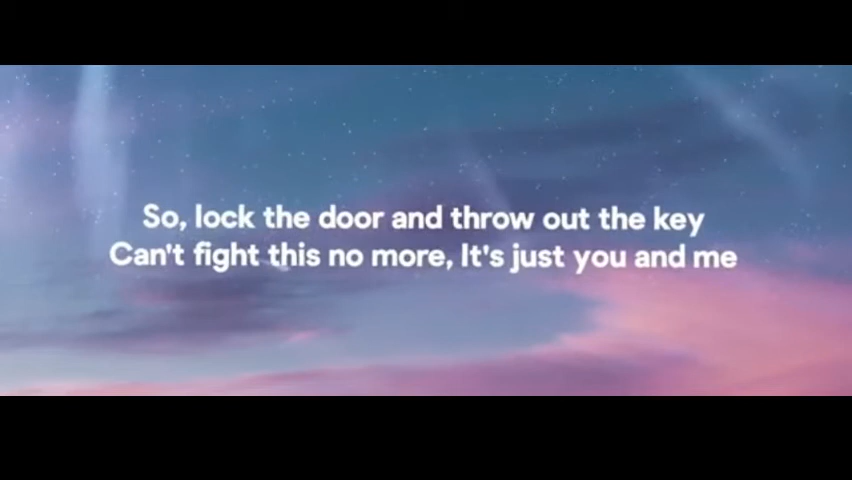 So, lock the door and throw out the key
Can't fight this no more, It's just you and me